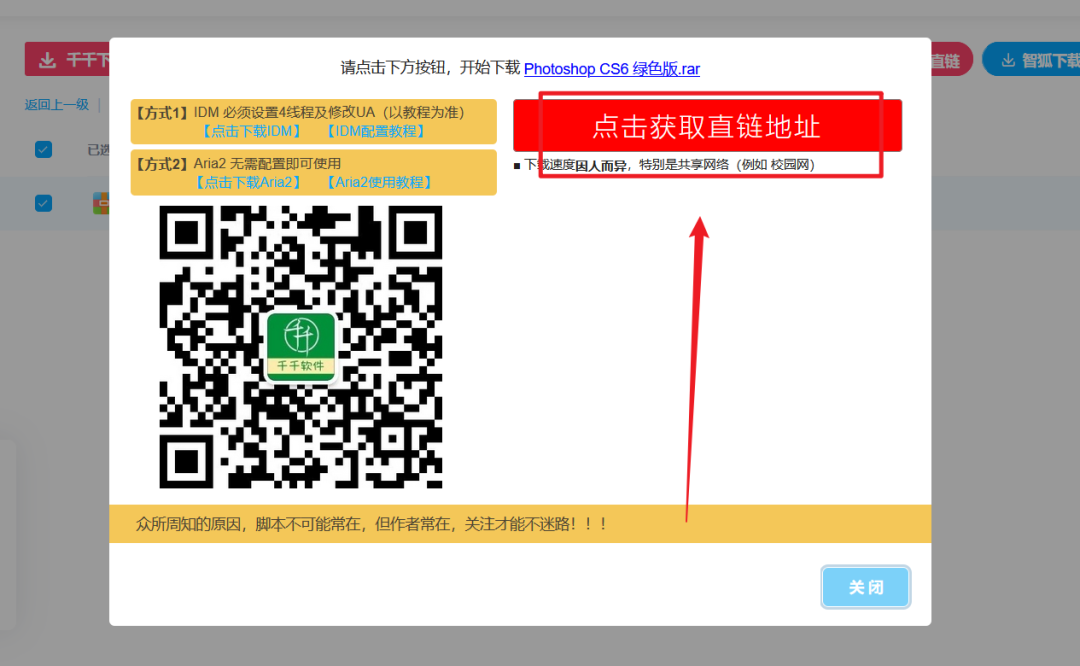 千千下
直链
智狐下载
返回上一级
已选
请点击下方按钮，开始下载 Photoshop CS6 绿色版.rar
【方式1】IDM 必须设置4线程及修改UA（以教程为准）
【点击下载IDM】 【IDM配置教程】
点击获取直链地址
【方式2】Aria2 无需配置即可使用
【点击下载Aria2】 【Aria2使用教程】
■ 下载速度因人而异，特别是共享网络（例如 校园网）
千千软件
众所周知的原因，脚本不可能常在，但作者常在，关注才能不迷路！！！
关闭